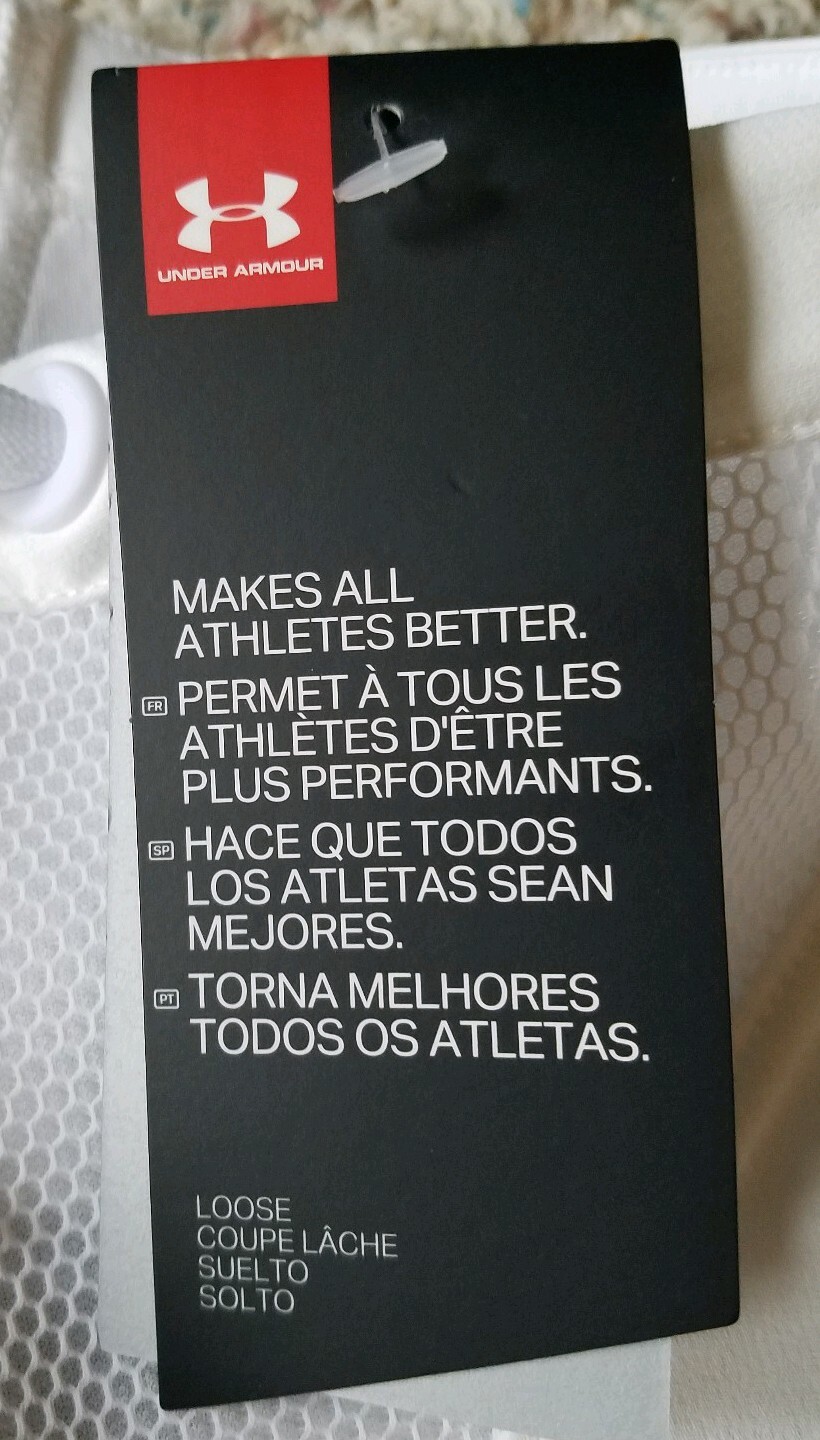 UNDER ARMOUR
MAKES ALL
ATHLETES BETTER.
FR PERMET À TOUS LES
ATHLÈTES D'ÊTRE
PLUS PERFORMANTS.
SP HACE QUE TODOS
LOS ATLETAS SEAN
MEJORES.
PT TORNA MELHORES
TODOS OS ATLETAS.
LOOSE
COUPE LÂCHE
SUELTO
SOLTO